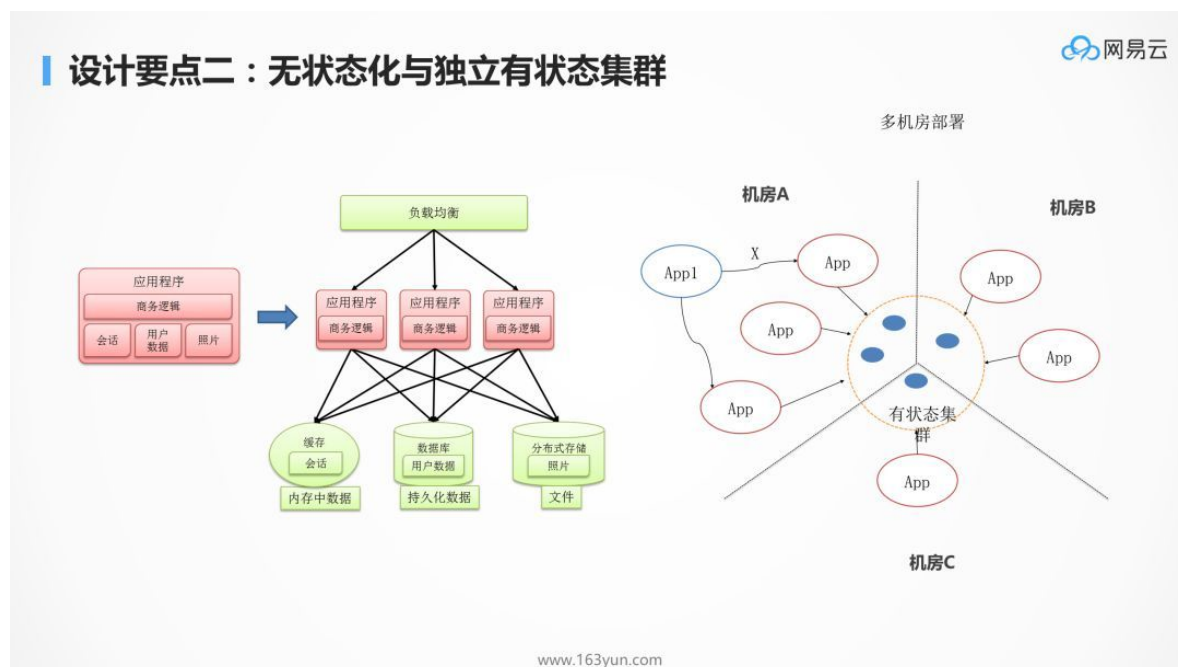 设计要点二：无状态化与独立有状态集群
网易云
多机房部署
机房A
机房B
机房C
负载均衡
应用程序
商务逻辑
会话
用户
数据
照片
应用程序
商务逻辑
应用程序
商务逻辑
应用程序
商务逻辑
缓存
会话
内存中数据
数据库
用户数据
持久化数据
分布式存储
照片
文件
App1
X
App
App
App
App
App
有状态集
群
App
www.163yun.com